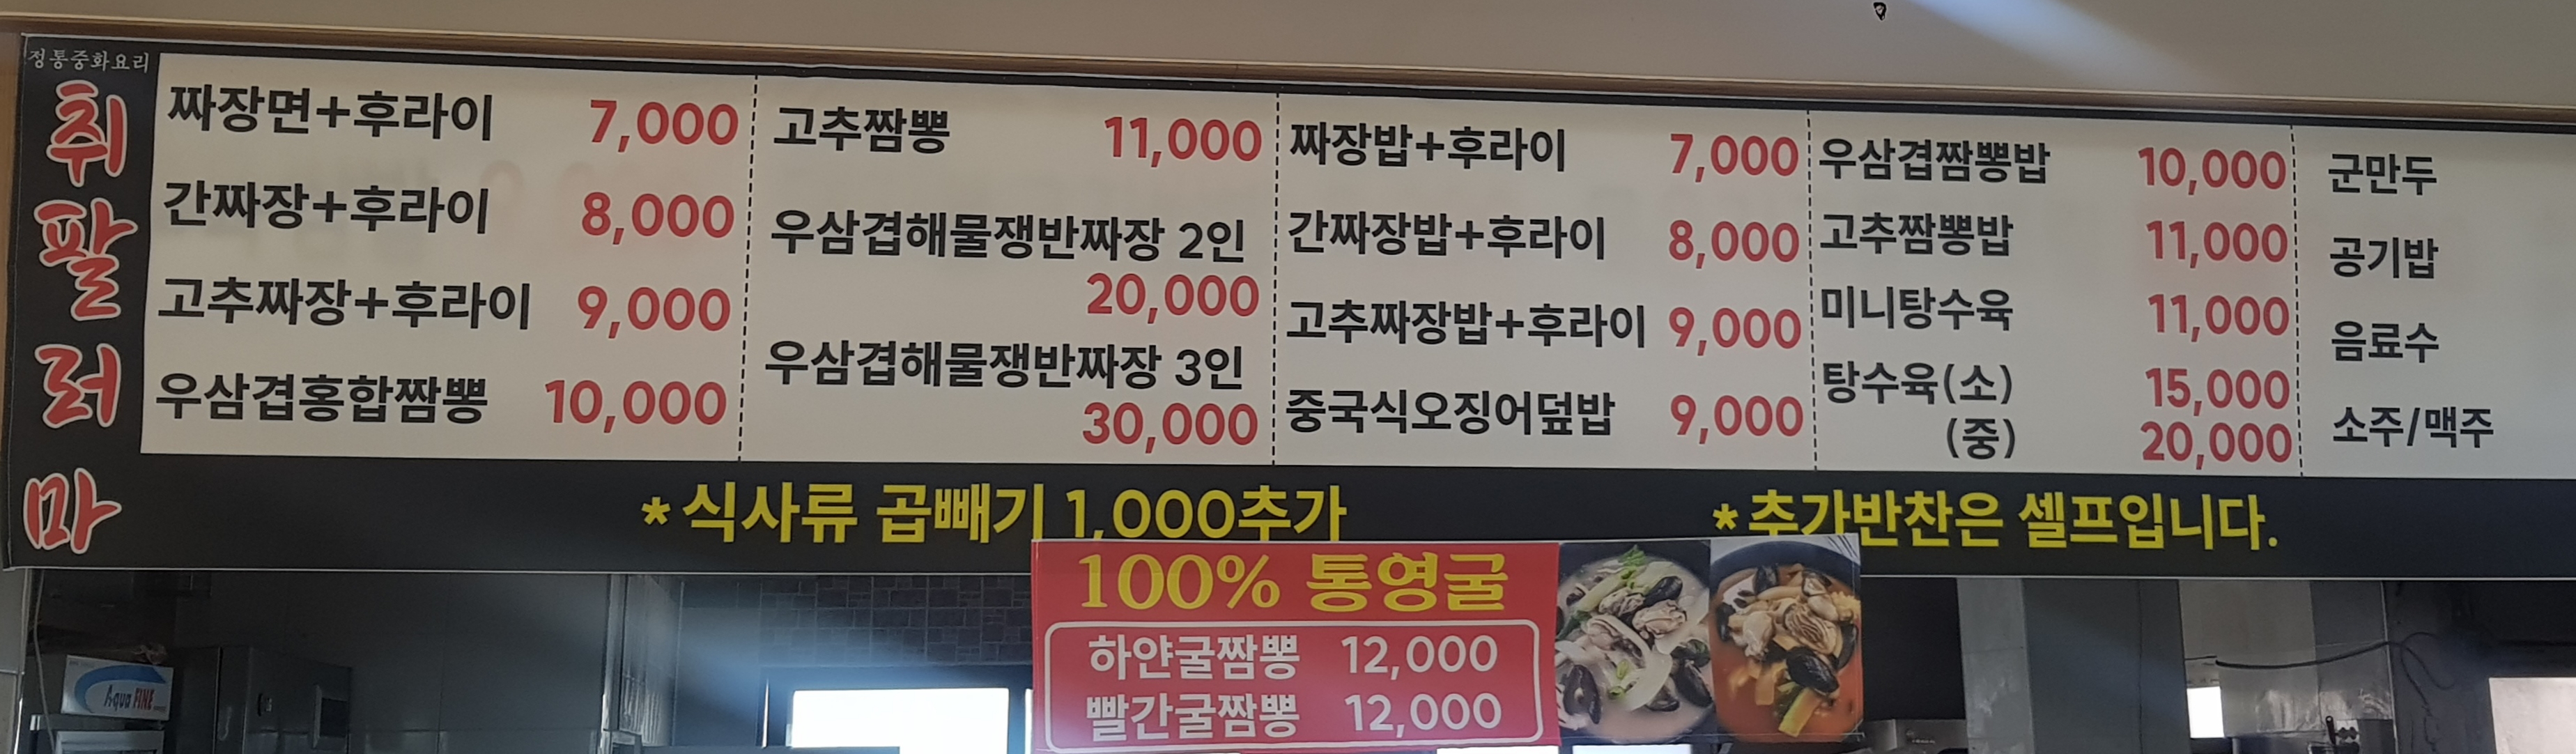 정통중화요리
취팔러마
짜장면+후라이 7,000
간짜장+후라이 8,000
고추짜장+후라이 9,000
우삼겹홍합짬뽕 10,000
고추짬뽕 11,000
우삼겹해물쟁반짜장 2인
20,000
우삼겹해물쟁반짜장 3인
30,000
짜장밥+후라이 7,000
간짜장밥+후라이 8,000
고추짜장밥+후라이 9,000
중국식오징어덮밥 9,000
우삼겹짬뽕밥 10,000
고추짬뽕밥 11,000
미니탕수육 11,000
탕수육(소) 15,000
(중) 20,000
군만두
공기밥
음료수
소주/맥주
*식사류 곱빼기 1,000추가
*추가반찬은 셀프입니다.
100% 통영굴
하얀굴짬뽕 12,000
빨간굴짬뽕 12,000
Aqua FINE